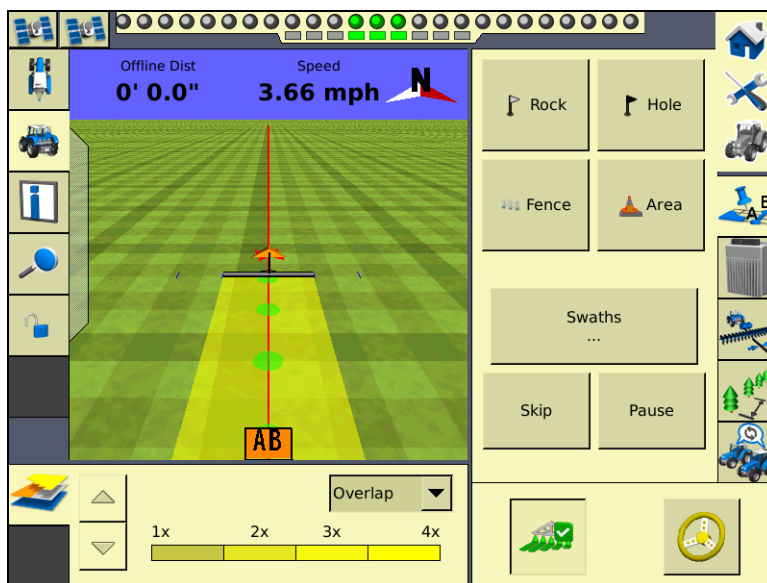 Offline Dist
Speed
0' 0.0"
3.66 mph
N
Rock
Hole
Fence
Area
A B
Swaths
...
Skip
Pause
AB
Overlap
1x
2x
3x
4x